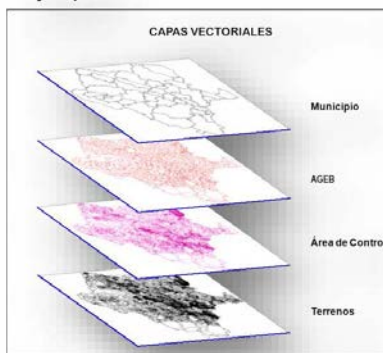 CAPAS VECTORIALES
Municipio
AGEB
Área de Contro
Terrenos